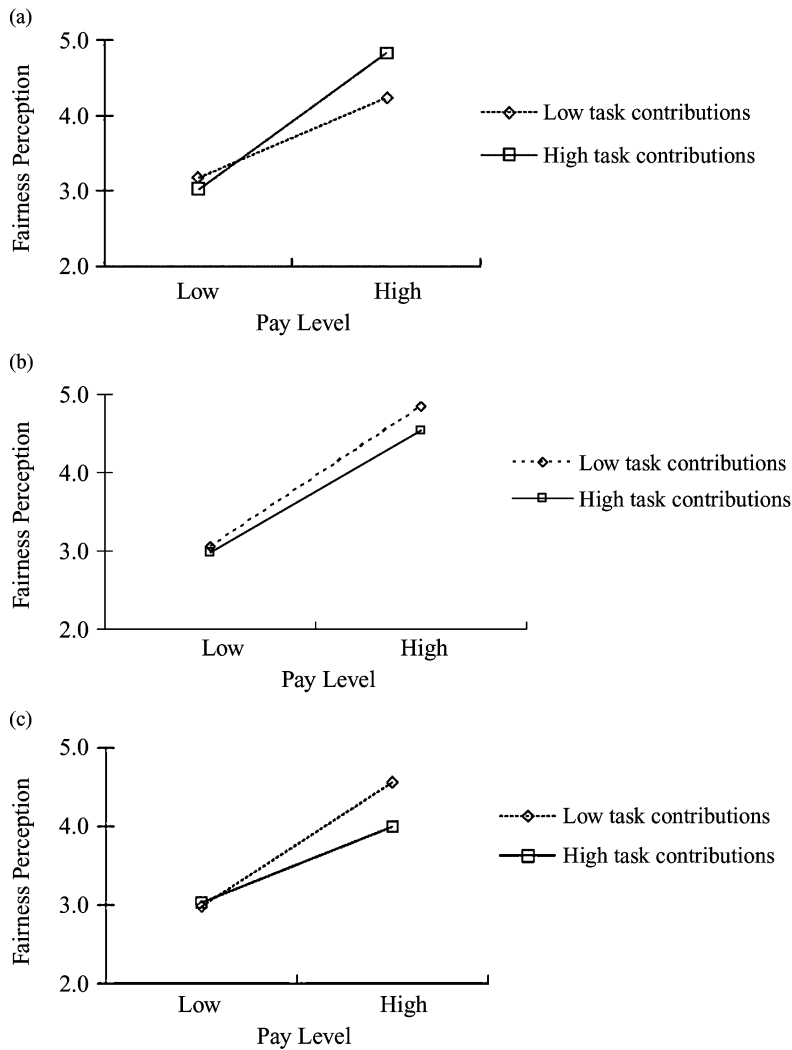 (a)
5.0
4.0
3.0
2.0
Fairness Perception
Low
High
Pay Level
Low task contributions
High task contributions
(b)
5.0
4.0
3.0
2.0
Fairness Perception
Low
High
Pay Level
Low task contributions
High task contributions
(c)
5.0
4.0
3.0
2.0
Fairness Perception
Low
High
Pay Level
Low task contributions
High task contributions